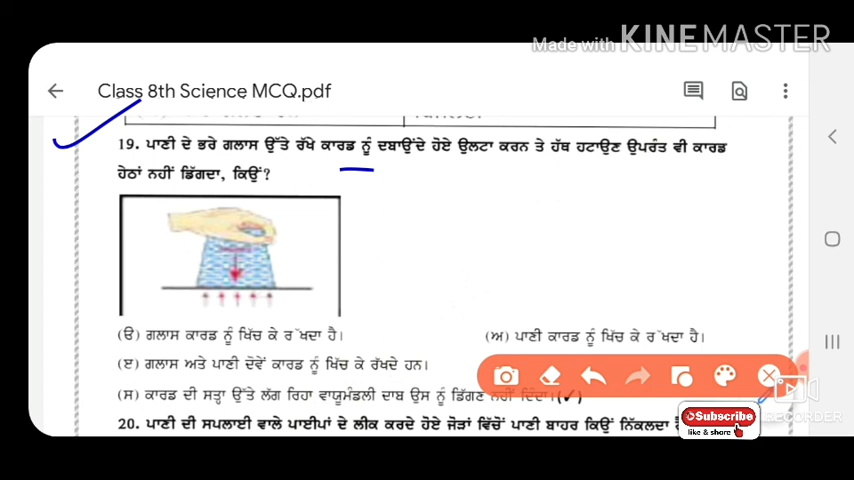 Made with KINEMASTER
Class 8th Science MCQ.pdf
19. ਪਾਣੀ ਦੇ ਭਰੇ ਗਲਾਸ ਉੱਤੇ ਰੱਖੇ ਕਾਰਡ ਨੂੰ ਦਬਾਉਂਦੇ ਹੋਏ ਉਲਟਾ ਕਰਨ ਤੇ ਹੱਥ ਹਟਾਉਣ ਉਪਰੰਤ ਵੀ ਕਾਰਡ
ਹੇਠਾਂ ਨਹੀਂ ਡਿੱਗਦਾ, ਕਿਉਂ?
(ੳ) ਗਲਾਸ ਕਾਰਡ ਨੂੰ ਖਿੱਚ ਕੇ ਰੱਖਦਾ ਹੈ। (ਅ) ਪਾਣੀ ਕਾਰਡ ਨੂੰ ਖਿੱਚ ਕੇ ਰੱਖਦਾ ਹੈ।
(ੲ) ਗਲਾਸ ਅਤੇ ਪਾਣੀ ਦੋਵੇਂ ਕਾਰਡ ਨੂੰ ਖਿੱਚ ਕੇ ਰੱਖਦੇ ਹਨ।
(ਸ) ਕਾਰਡ ਦੀ ਸਤ੍ਹਾ ਉੱਤੇ ਲੱਗ ਰਿਹਾ ਵਾਯੂਮੰਡਲੀ ਦਾਬ ਉਸ ਨੂੰ ਡਿੱਗਣ ਨਹੀਂ ਦਿੰਦਾ। (✓)
RECORDER
Subscribe
like & share
20. ਪਾਣੀ ਦੀ ਸਪਲਾਈ ਵਾਲੇ ਪਾਈਪਾਂ ਦੇ ਲੀਕ ਕਰਦੇ ਹੋਏ ਜੋੜਾਂ ਵਿੱਚੋਂ ਪਾਣੀ ਬਾਹਰ ਕਿਉਂ ਨਿੱਕਲਦਾ